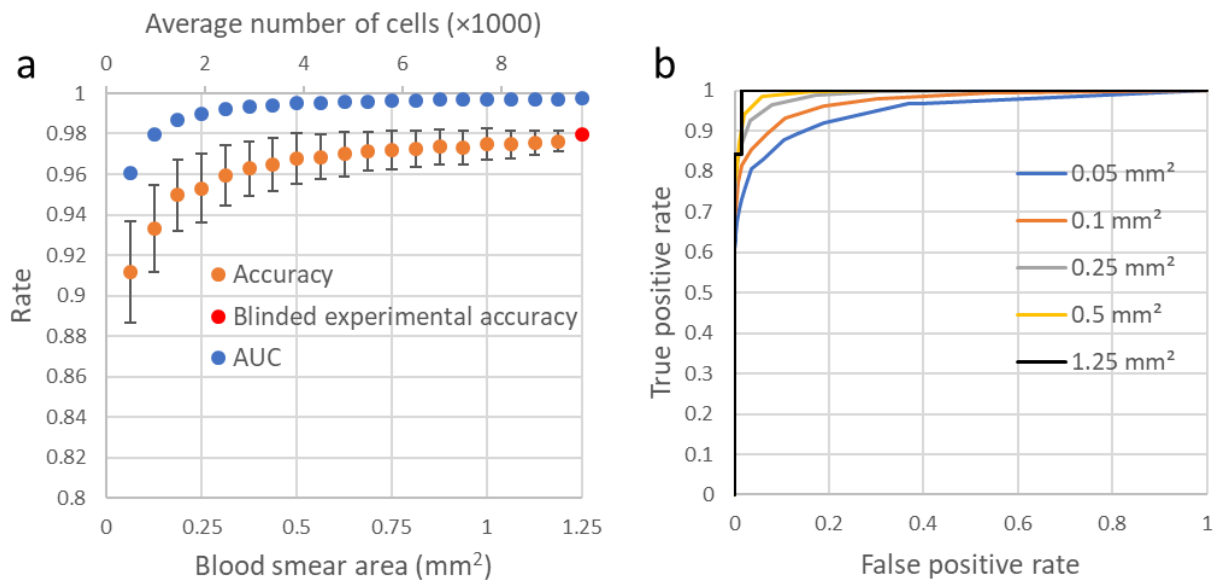 a
Average number of cells (×1000)
0 2 4 6 8
Rate
1
0.98
0.96
0.94
0.92
0.9
0.88
0.86
0.84
0.82
0.8
Accuracy
Blinded experimental accuracy
AUC
0 0.25 0.5 0.75 1 1.25
Blood smear area (mm²)
b
True positive rate
1
0.9
0.8
0.7
0.6
0.5
0.4
0.3
0.2
0.1
0
0.05 mm²
0.1 mm²
0.25 mm²
0.5 mm²
1.25 mm²
0 0.2 0.4 0.6 0.8 1
False positive rate